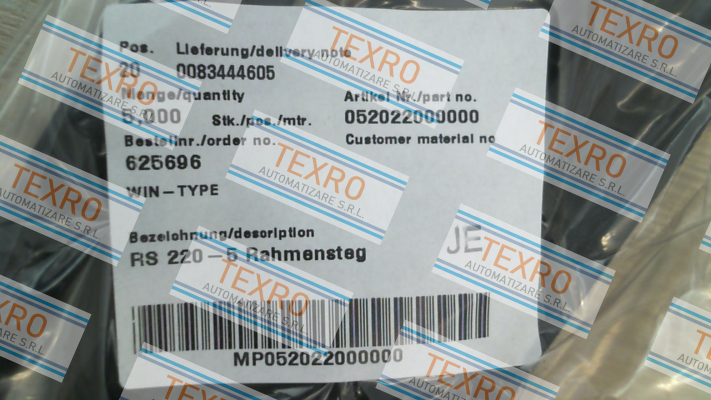 Pos. Lieferung/delivery note
20 0083444605
Menge/quantity Artikel Nr./part no.
5,000 Stk./pcs./mtr. 052022000000
Bestellnr./order no. Customer material no
625696
WIN-TYPE
Bezeichnung/description
RS 220-5 Rahmensteg
JE
MP052022000000
TEXRO
AUTOMATIZARE S.R.L.